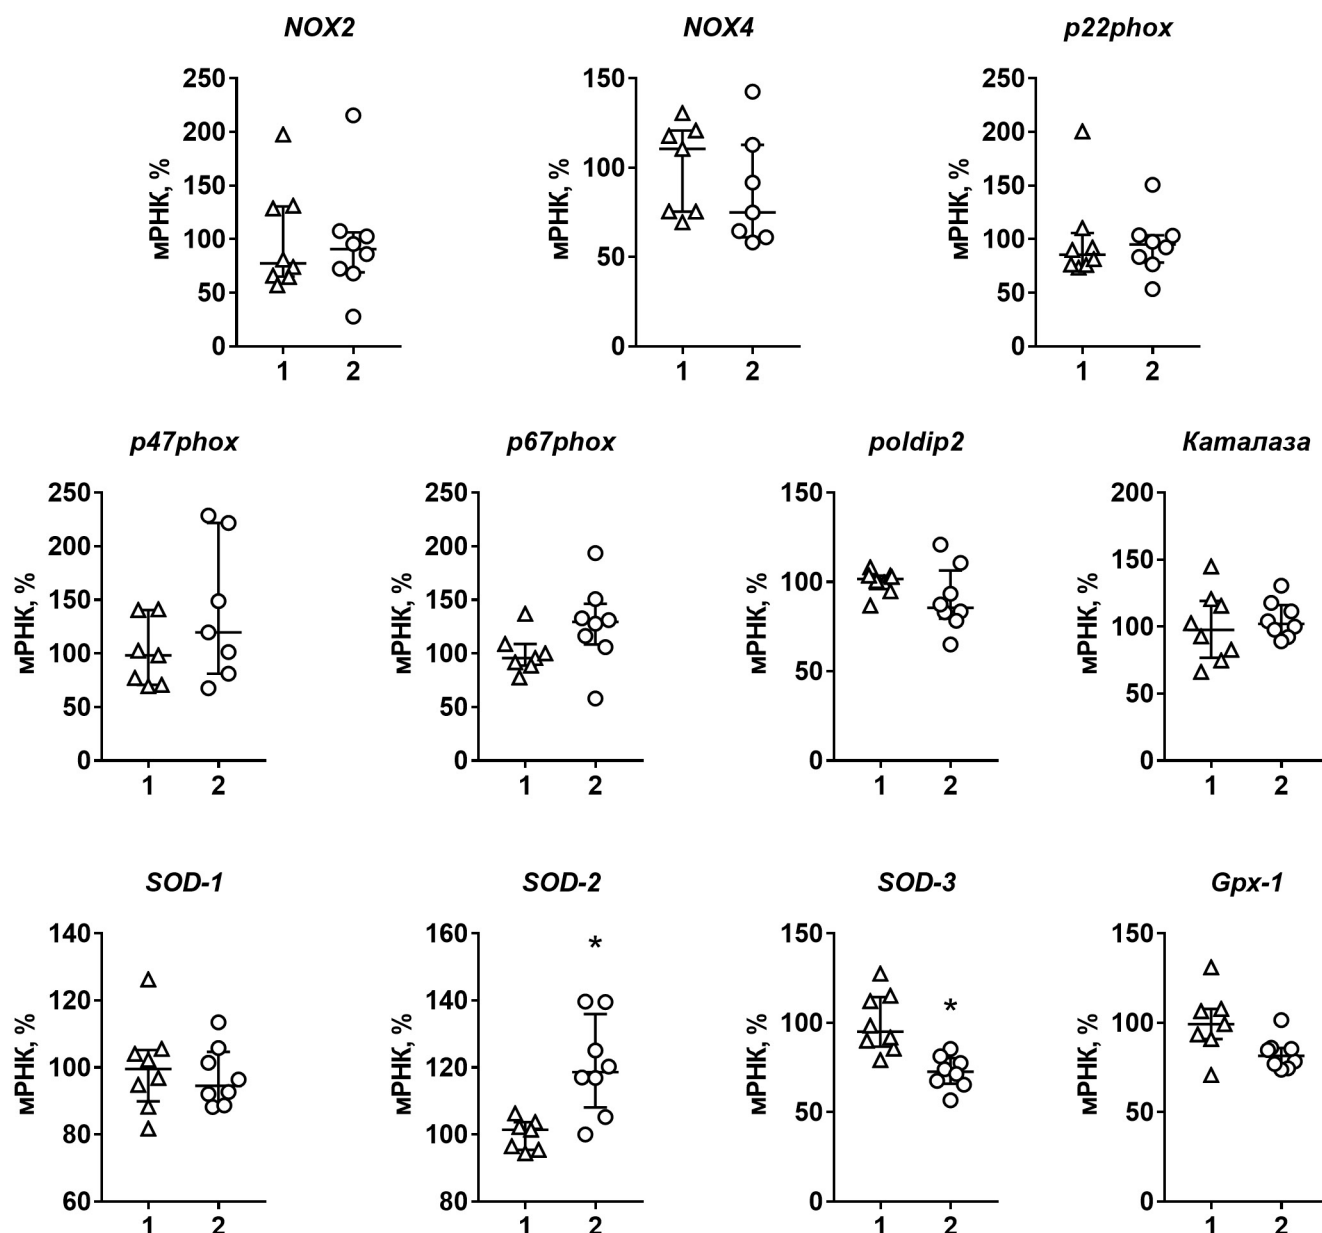 NOX2 NOX4 p22phox
мРНК, % 250 200 150 100 50 0 1 2
мРНК, % 150 100 50 0 1 2
мРНК, % 250 200 150 100 50 0 1 2
p47phox p67phox poldip2 Каталаза
мРНК, % 250 200 150 100 50 0 1 2
мРНК, % 250 200 150 100 50 0 1 2
мРНК, % 150 100 50 0 1 2
мРНК, % 200 150 100 50 0 1 2
SOD-1 SOD-2 SOD-3 Gpx-1
мРНК, % 140 120 100 80 60 1 2
мРНК, % 160 140 120 100 80 * 1 2
мРНК, % 150 100 50 0 * 1 2
мРНК, % 150 100 50 0 1 2